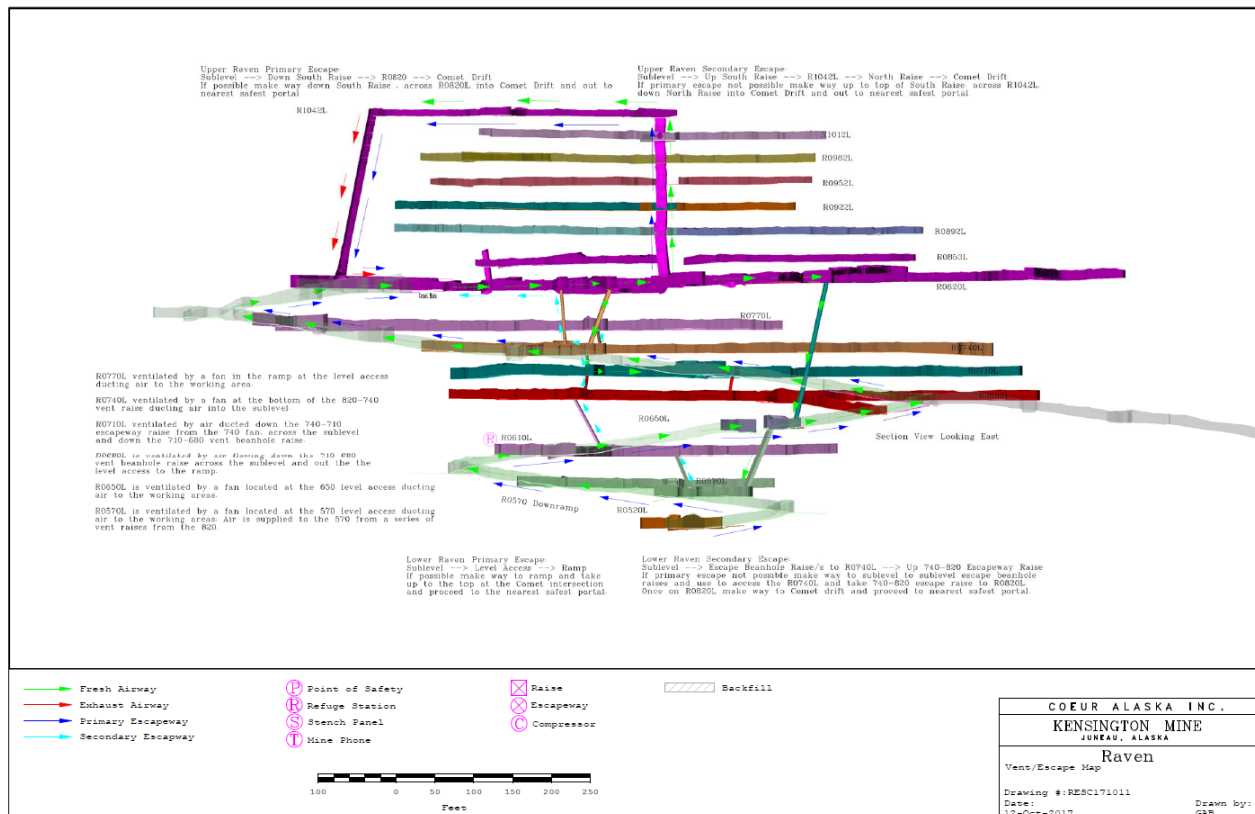 Upper Raven Primary Escape:
Sublevel --> Down South Raise --> R0820 --> Comet Drift
If possible make way down South Raise , across R0820L into Comet Drift and out to
nearest safest portal
Upper Raven Secondary Escape:
Sublevel --> Up South Raise --> R1042L --> North Raise --> Comet Drift
If primary escape not possible make way up to top of South Raise across R1042L
down North Raise into Comet Drift and out to nearest safest portal
R1042L
R1012L
R0982L
R0952L
R0922L
R0892L
R0853L
R0820L
R0770L
R0740L
R0710L
R0650L
Section View Looking East
R
R0610L
R0570L
R0570 Downramp
R0520L
R0770L ventilated by a fan in the ramp at the level access
ducting air to the working area.
R0740L ventilated by a fan at the bottom of the 820-740
vent raise ducting air into the sublevel.
R0710L ventilated by air ducted down the 740-710
escapeway raise from the 740 fan, across the sublevel
and down the 710-680 vent beanhole raise.
R0680L is ventilated by air flowing down the 710-680
vent beanhole raise across the sublevel and out the the
level access to the ramp.
R0650L is ventilated by a fan located at the 650 level access ducting
air to the working areas.
R0570L is ventilated by a fan located at the 570 level access ducting
air to the working areas. Air is supplied to the 570 from a series of
vent raises from the 820.
Lower Raven Primary Escape:
Sublevel --> Level Access --> Ramp
If possible make way to ramp and take
up to the top at the Comet intersection
and proceed to the nearest safest portal.
Lower Raven Secondary Escape:
Sublevel --> Escape Beanhole Raise/s to R0740L --> Up 740-820 Escapeway Raise
If primary escape not possible make way to sublevel to sublevel escape beanhole
raises and use to access the R0740L and take 740-820 escape raise to R0820L.
Once on R0820L make way to Comet drift and proceed to nearest safest portal.
Fresh Airway
Exhaust Airway
Primary Escapeway
Secondary Escapway
P Point of Safety
R Refuge Station
S Stench Panel
T Mine Phone
Raise
Escapeway
C Compressor
Backfill
100 0 50 100 150 200 250
Feet
COEUR ALASKA INC.
KENSINGTON MINE
JUNEAU, ALASKA
Raven
Vent/Escape Map
Drawing #:RESC171011
Date: Drawn by:
12-Oct-2017 GAB